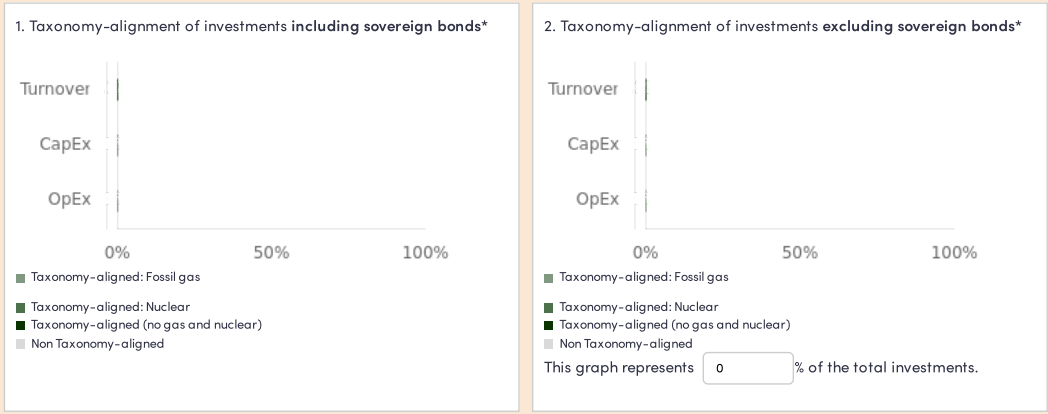 1. Taxonomy-alignment of investments including sovereign bonds*
Turnover
CapEx
OpEx
0% 50% 100%
Taxonomy-aligned: Fossil gas
Taxonomy-aligned: Nuclear
Taxonomy-aligned (no gas and nuclear)
Non Taxonomy-aligned
2. Taxonomy-alignment of investments excluding sovereign bonds*
Turnover
CapEx
OpEx
0% 50% 100%
Taxonomy-aligned: Fossil gas
Taxonomy-aligned: Nuclear
Taxonomy-aligned (no gas and nuclear)
Non Taxonomy-aligned
This graph represents 0 % of the total investments.